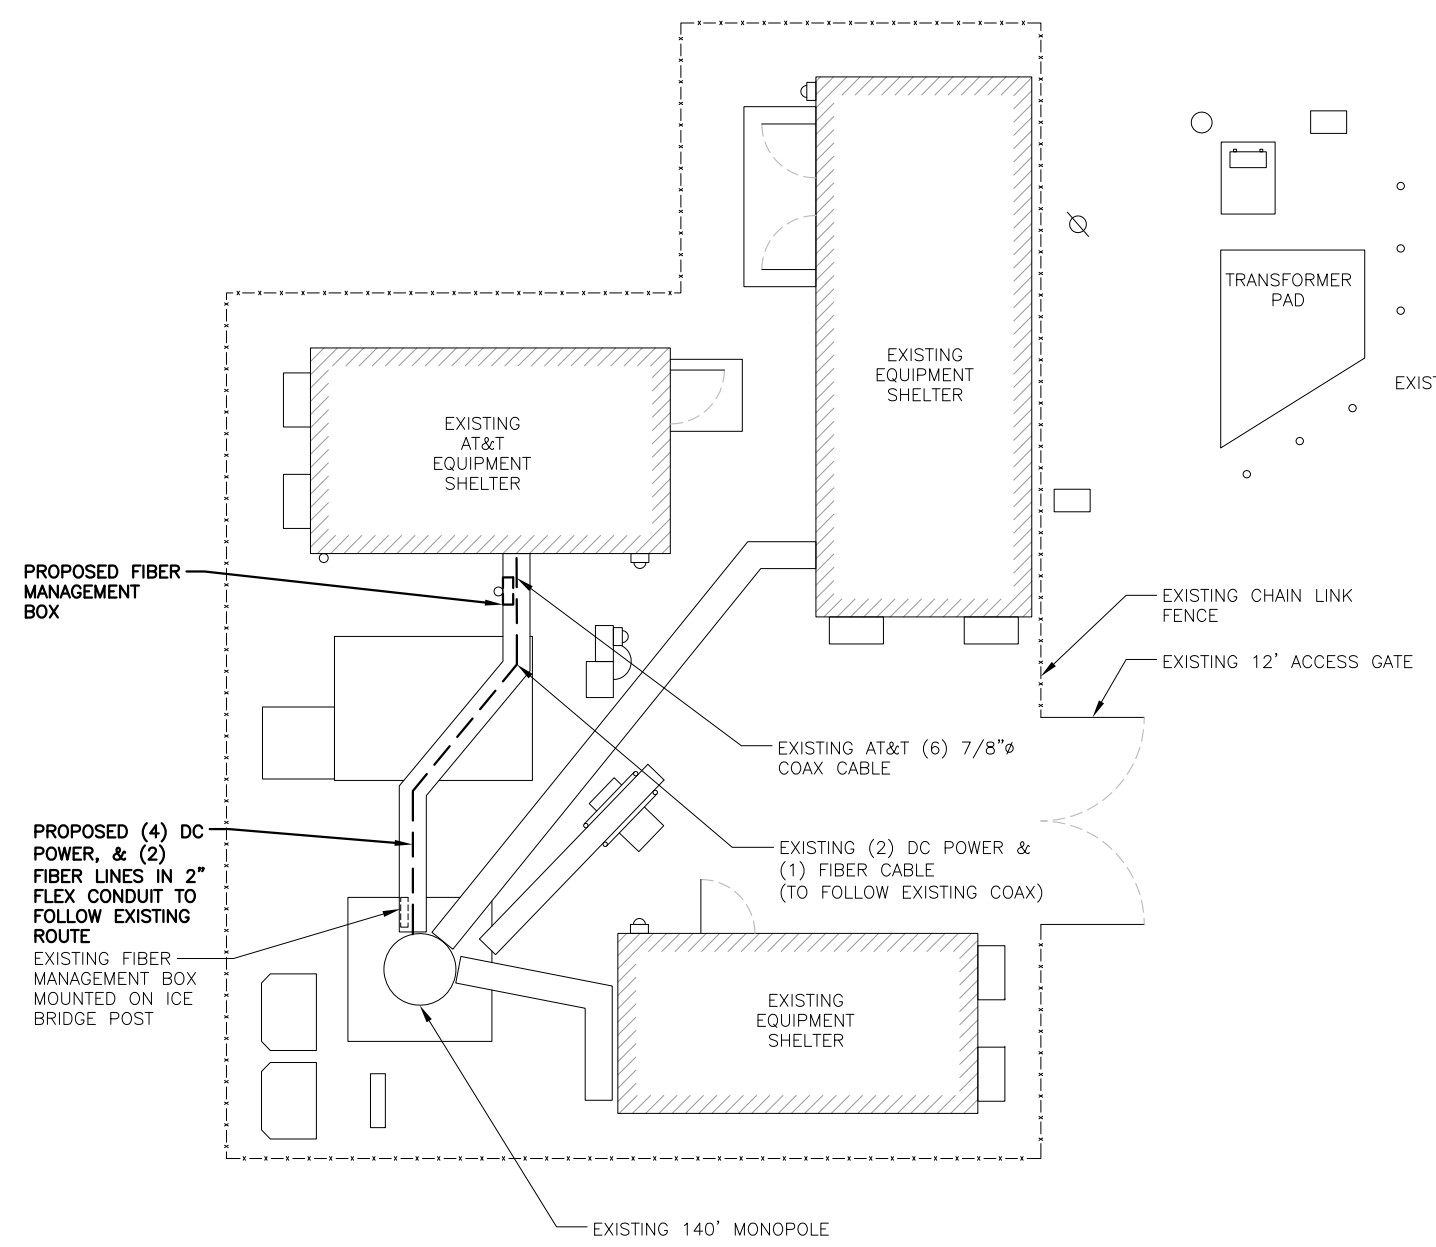 TRANSFORMER
PAD
EXISTING
EQUIPMENT
SHELTER
EXIS
EXISTING
AT&T
EQUIPMENT
SHELTER
PROPOSED FIBER
MANAGEMENT
BOX
EXISTING CHAIN LINK
FENCE
EXISTING 12' ACCESS GATE
EXISTING AT&T (6) 7/8"ø
COAX CABLE
PROPOSED (4) DC
POWER, & (2)
FIBER LINES IN 2"
FLEX CONDUIT TO
FOLLOW EXISTING
ROUTE
EXISTING (2) DC POWER &
(1) FIBER CABLE
(TO FOLLOW EXISTING COAX)
EXISTING FIBER
MANAGEMENT BOX
MOUNTED ON ICE
BRIDGE POST
EXISTING
EQUIPMENT
SHELTER
EXISTING 140' MONOPOLE